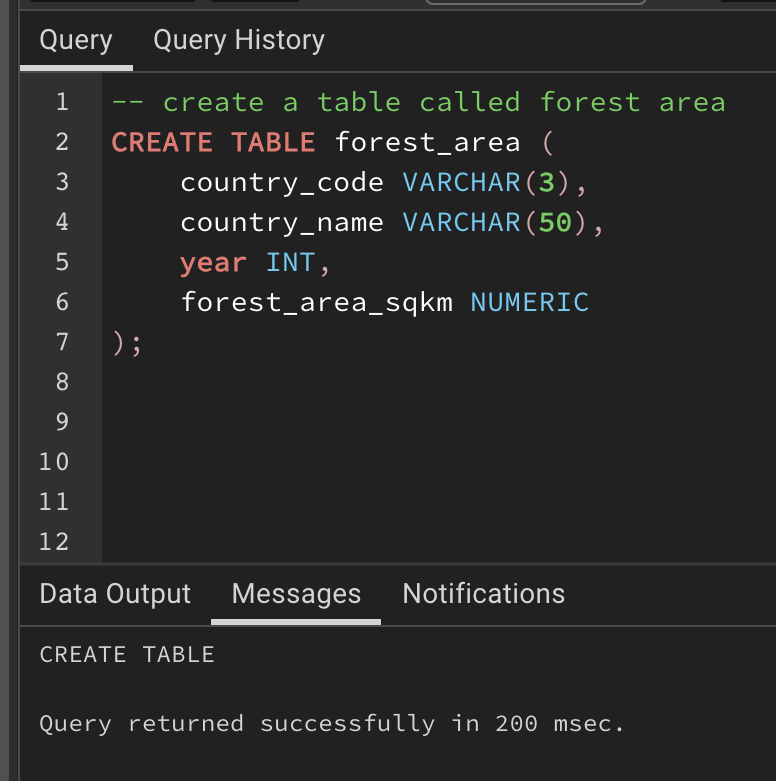 Query Query History
1 -- create a table called forest area
2 CREATE TABLE forest_area (
3     country_code VARCHAR(3),
4     country_name VARCHAR(50),
5     year INT,
6     forest_area_sqkm NUMERIC
7 );
8
9
10
11
12
Data Output Messages Notifications
CREATE TABLE
Query returned successfully in 200 msec.